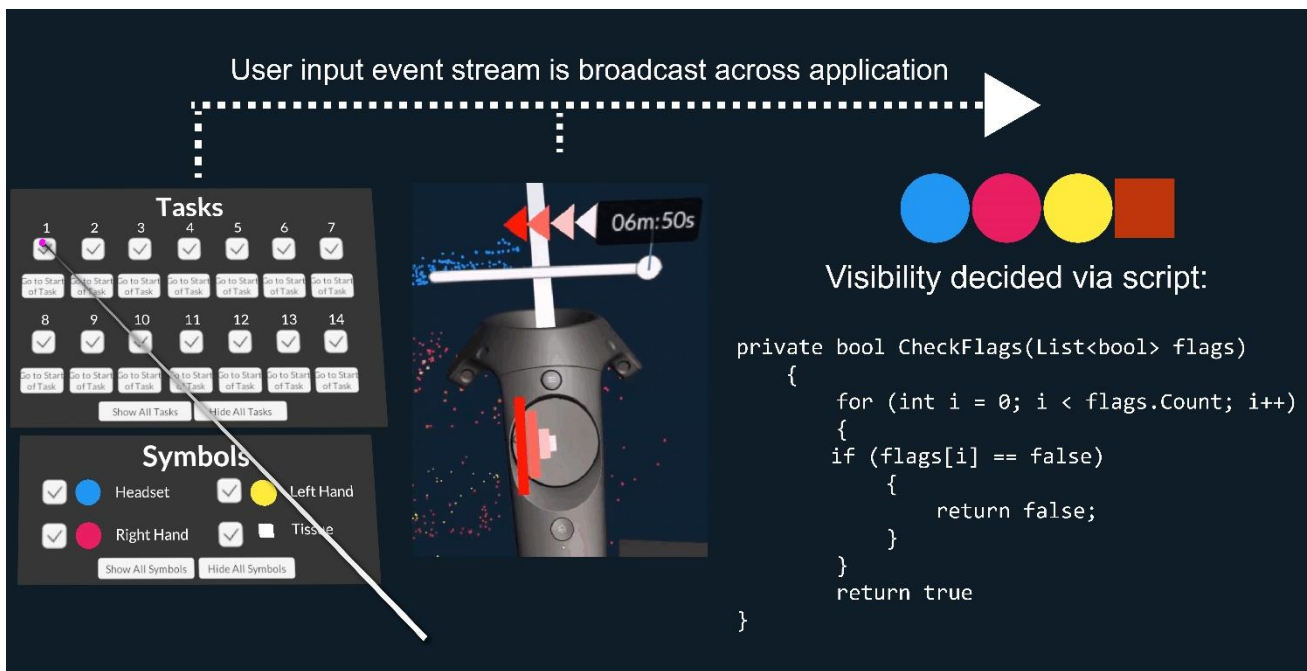 User input event stream is broadcast across application
Tasks
1 2 3 4 5 6 7
Go to Start of Task Go to Start of Task Go to Start of Task Go to Start of Task Go to Start of Task Go to Start of Task Go to Start of Task
8 9 10 11 12 13 14
Go to Start of Task Go to Start of Task Go to Start of Task Go to Start of Task Go to Start of Task Go to Start of Task Go to Start of Task
Show All Tasks Hide All Tasks
Symbols
Headset Left Hand
Right Hand Tissue
Show All Symbols Hide All Symbols
06m:50s
Visibility decided via script:
private bool CheckFlags(List<bool> flags)
{
for (int i = 0; i < flags.Count; i++)
{
if (flags[i] == false)
{
return false;
}
}
return true
}